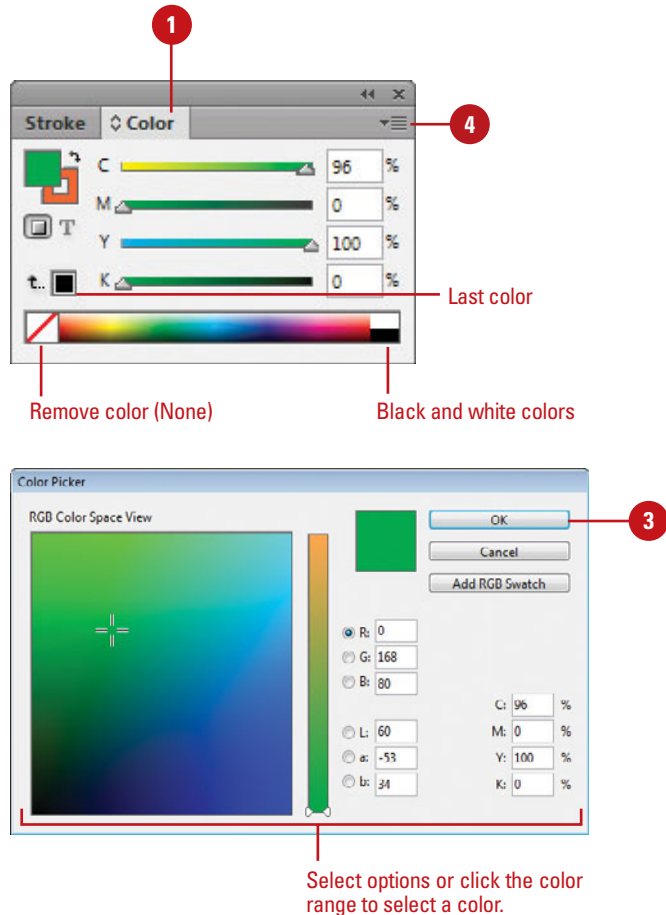 1
Stroke Color
4
C 96 %
M 0 %
T
Y 100 %
K 0 %
Last color
Remove color (None)
Black and white colors
Color Picker
RGB Color Space View
OK
3
Cancel
Add RGB Swatch
R: 0
G: 168
B: 80
C: 96 %
L: 60
M: 0 %
a: -53
Y: 100 %
b: 34
K: 0 %
Select options or click the color
range to select a color.